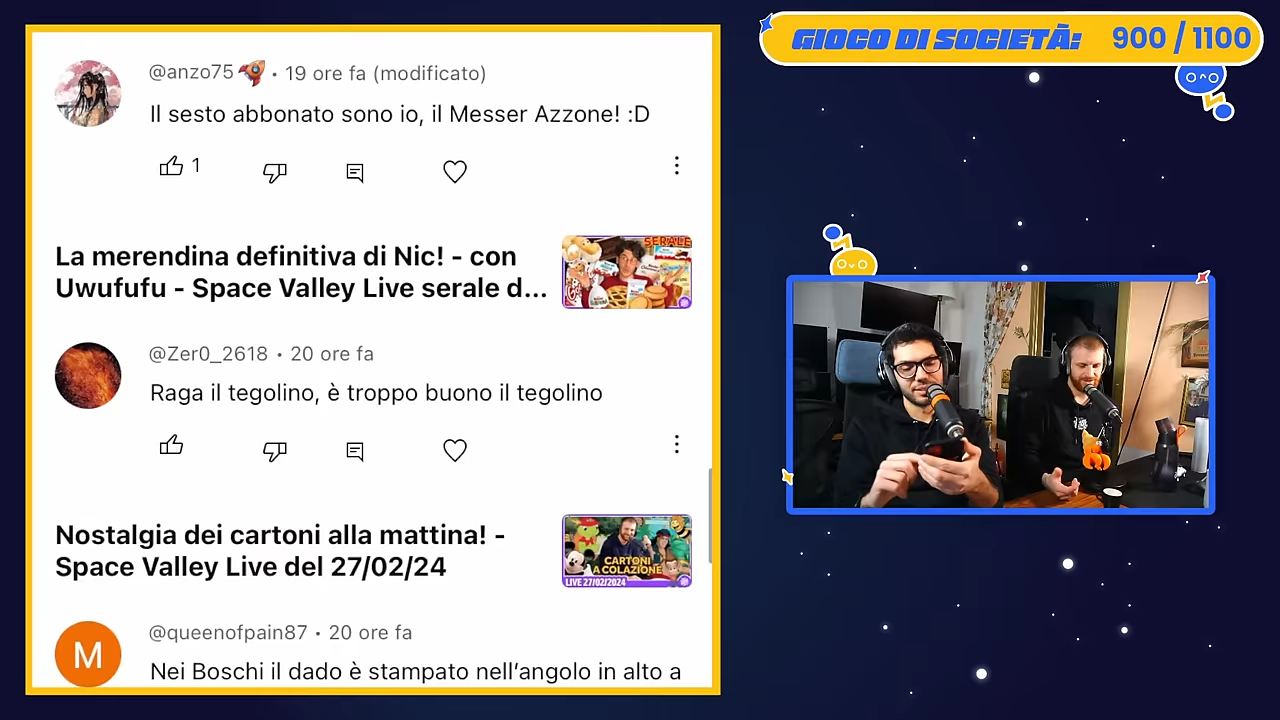 GIOCO DI SOCIETÀ: 900 / 1100
@anzo75 • 19 ore fa (modificato)
Il sesto abbonato sono io, il Messer Azzone! :D
1
La merendina definitiva di Nic! - con
Uwufufu - Space Valley Live serale d...
SERALE
@Zer0_2618 • 20 ore fa
Raga il tegolino, è troppo buono il tegolino
Nostalgia dei cartoni alla mattina! -
Space Valley Live del 27/02/24
CARTONI
A COLAZIONE
LIVE 27/02/2024
M
@queenofpain87 • 20 ore fa
Nei Boschi il dado è stampato nell’angolo in alto a